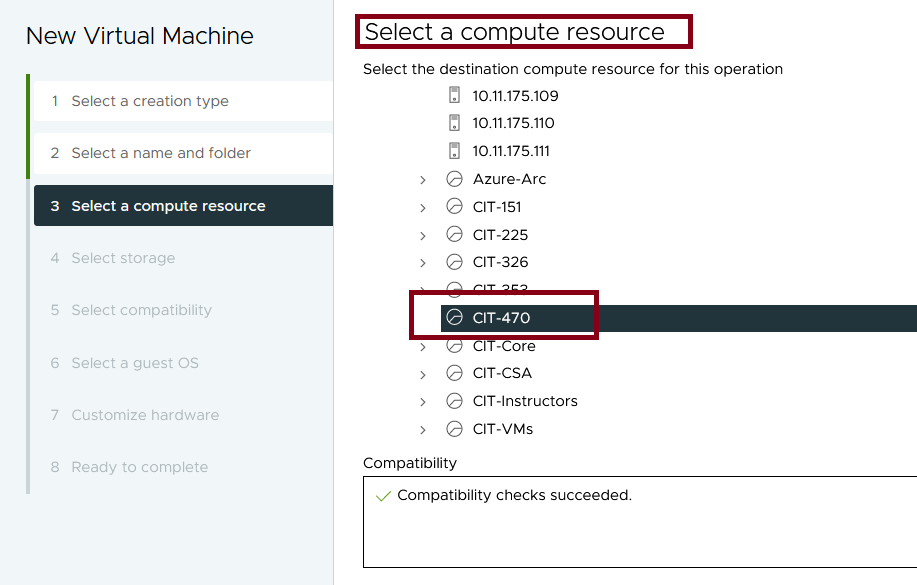 New Virtual Machine
1 Select a creation type
2 Select a name and folder
3 Select a compute resource
4 Select storage
5 Select compatibility
6 Select a guest OS
7 Customize hardware
8 Ready to complete
Select a compute resource
Select the destination compute resource for this operation
10.11.175.109
10.11.175.110
10.11.175.111
Azure-Arc
CIT-151
CIT-225
CIT-326
CIT-353
CIT-470
CIT-Core
CIT-CSA
CIT-Instructors
CIT-VMs
Compatibility
Compatibility checks succeeded.